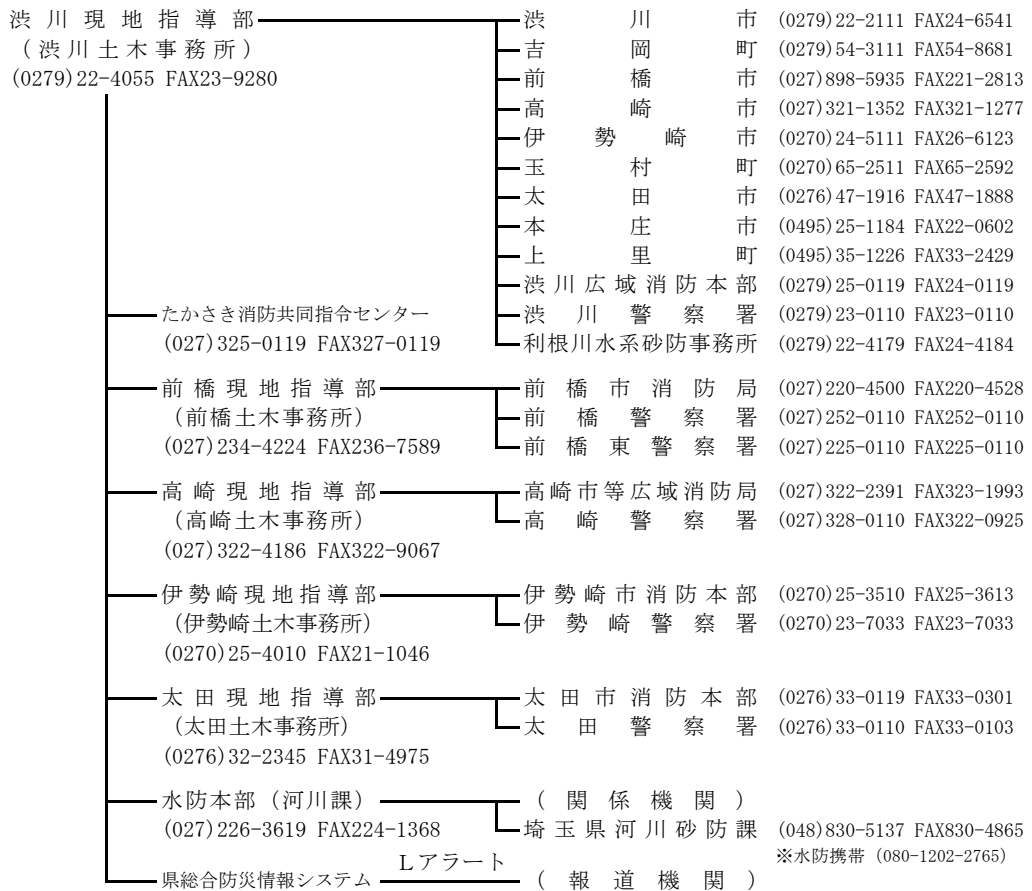 渋川現地指導部 渋川市 (0279)22-2111 FAX24-6541
(渋川土木事務所) 吉岡町 (0279)54-3111 FAX54-8681
(0279)22-4055 FAX23-9280 前橋市 (027)898-5935 FAX221-2813
高崎市 (027)321-1352 FAX321-1277
伊勢崎市 (0270)24-5111 FAX26-6123
玉村町 (0270)65-2511 FAX65-2592
太田市 (0276)47-1916 FAX47-1888
本庄市 (0495)25-1184 FAX22-0602
上里町 (0495)35-1226 FAX33-2429
渋川広域消防本部 (0279)25-0119 FAX24-0119
たかさき消防共同指令センター 渋川警察署 (0279)23-0110 FAX23-0110
(027)325-0119 FAX327-0119 利根川水系砂防事務所 (0279)22-4179 FAX24-4184
前橋現地指導部 前橋市消防局 (027)220-4500 FAX220-4528
(前橋土木事務所) 前橋警察署 (027)252-0110 FAX252-0110
(027)234-4224 FAX236-7589 前橋東警察署 (027)225-0110 FAX225-0110
高崎現地指導部 高崎市等広域消防局 (027)322-2391 FAX323-1993
(高崎土木事務所) 高崎警察署 (027)328-0110 FAX322-0925
(027)322-4186 FAX322-9067
伊勢崎現地指導部 伊勢崎市消防本部 (0270)25-3510 FAX25-3613
(伊勢崎土木事務所) 伊勢崎警察署 (0270)23-7033 FAX23-7033
(0270)25-4010 FAX21-1046
太田現地指導部 太田市消防本部 (0276)33-0119 FAX33-0301
(太田土木事務所) 太田警察署 (0276)33-0110 FAX33-0103
(0276)32-2345 FAX31-4975
水防本部(河川課) (関係機関)
(027)226-3619 FAX224-1368 埼玉県河川砂防課 (048)830-5137 FAX830-4865
※水防携帯(080-1202-2765)
Lアラート
県総合防災情報システム (報道機関)